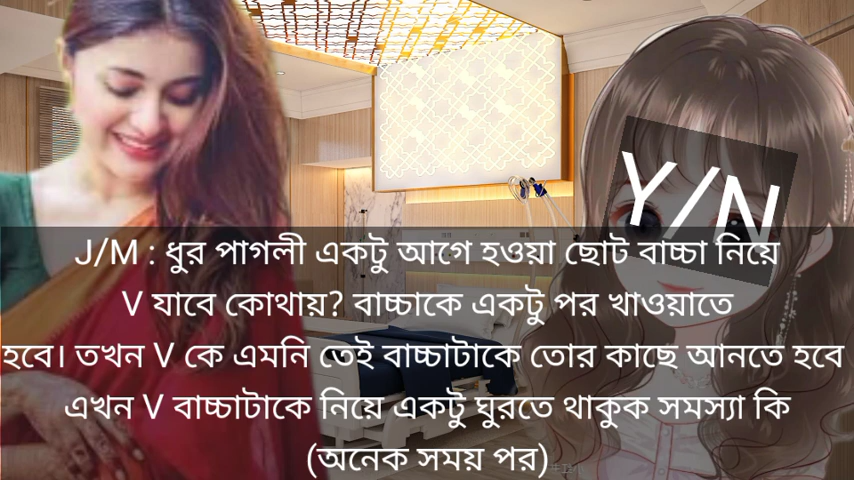 Y/N
J/M : ধুর পাগলী একটু আগে হওয়া ছোট বাচ্চা নিয়ে
V যাবে কোথায়? বাচ্চাকে একটু পর খাওয়াতে
হবে। তখন V কে এমনি তেই বাচ্চাটাকে তোর কাছে আনতে হবে
এখন V বাচ্চাটাকে নিয়ে একটু ঘুরতে থাকুক সমস্যা কি
(অনেক সময় পর)